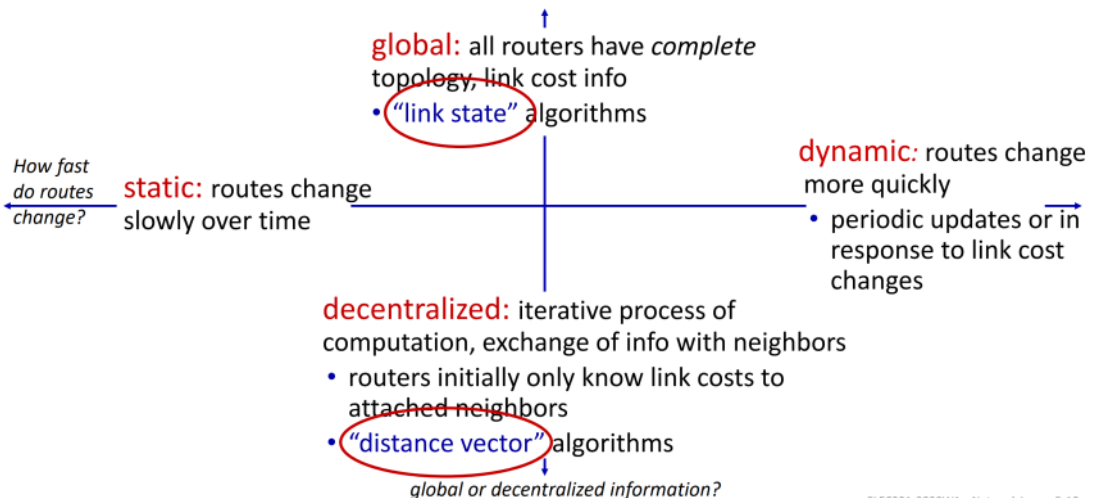 global: all routers have complete
topology, link cost info
• “link state” algorithms
How fast
do routes
change?
static: routes change
slowly over time
dynamic: routes change
more quickly
• periodic updates or in
response to link cost
changes
decentralized: iterative process of
computation, exchange of info with neighbors
• routers initially only know link costs to
attached neighbors
• “distance vector” algorithms
global or decentralized information?